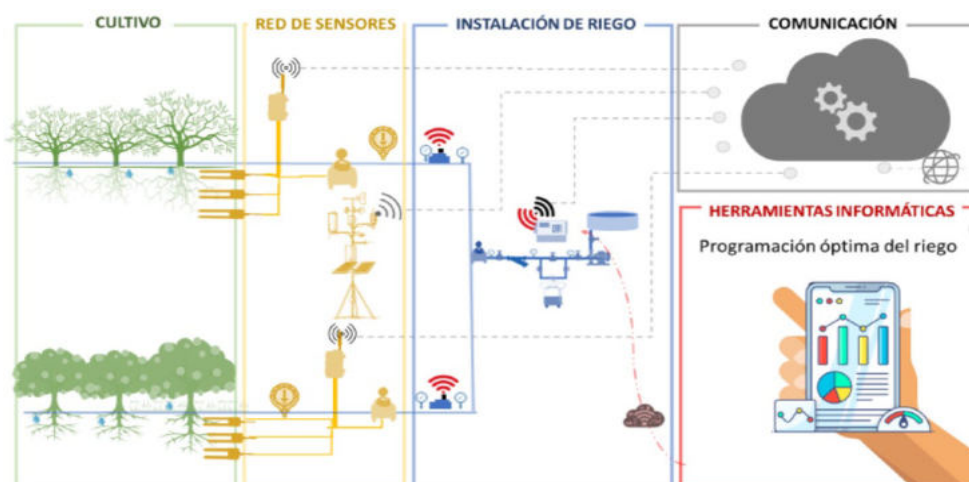 CULTIVO
RED DE SENSORES
INSTALACIÓN DE RIEGO
COMUNICACIÓN
HERRAMIENTAS INFORMÁTICAS
Programación óptima del riego